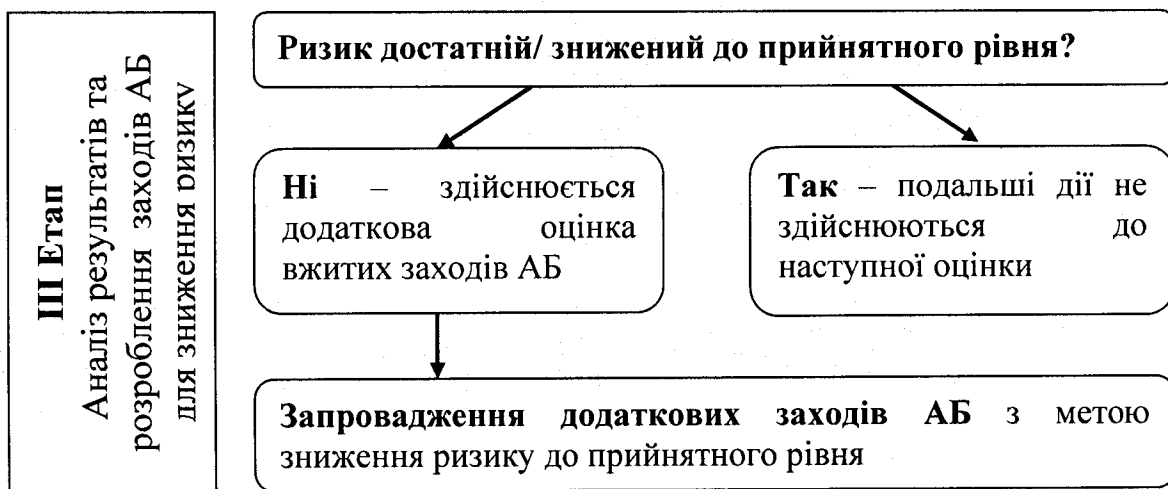 III Етап
Аналіз результатів та
розроблення заходів АБ
для зниження ризику
Ризик достатній/ знижений до прийнятного рівня?
Ні – здійснюється
додаткова оцінка
вжитих заходів АБ
Так – подальші дії не
здійснюються до
наступної оцінки
Запровадження додаткових заходів АБ з метою
зниження ризику до прийнятного рівня